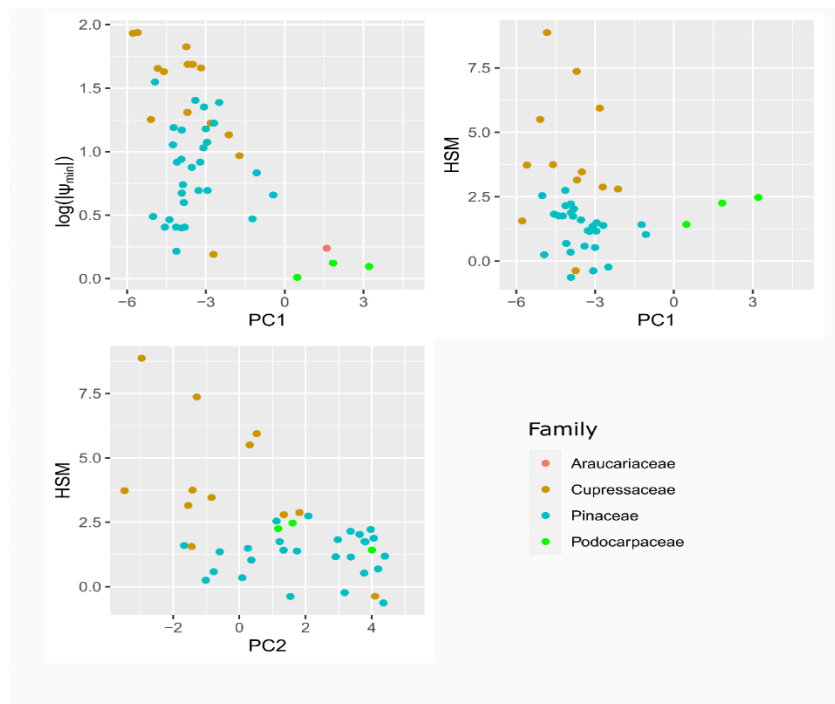 2.0
1.5
1.0
0.5
0.0
log(|Ψmin|)
−6
−3
0
3
PC1
7.5
5.0
2.5
0.0
HSM
−6
−3
0
3
PC1
7.5
5.0
2.5
0.0
HSM
−2
0
2
4
PC2
Family
Araucariaceae
Cupressaceae
Pinaceae
Podocarpaceae